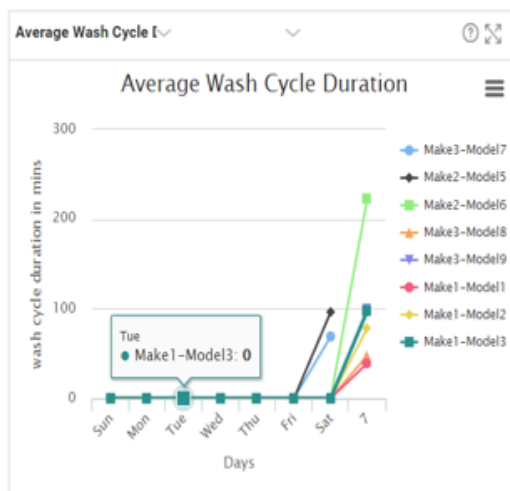 Average Wash Cycle D
Average Wash Cycle Duration
wash cycle duration in mins
300
200
100
0
Tue
Make1-Model3: 0
Sun
Mon
Tue
Wed
Thu
Fri
Sat
7
Days
Make3-Model7
Make2-Model5
Make2-Model6
Make3-Model8
Make3-Model9
Make1-Model1
Make1-Model2
Make1-Model3